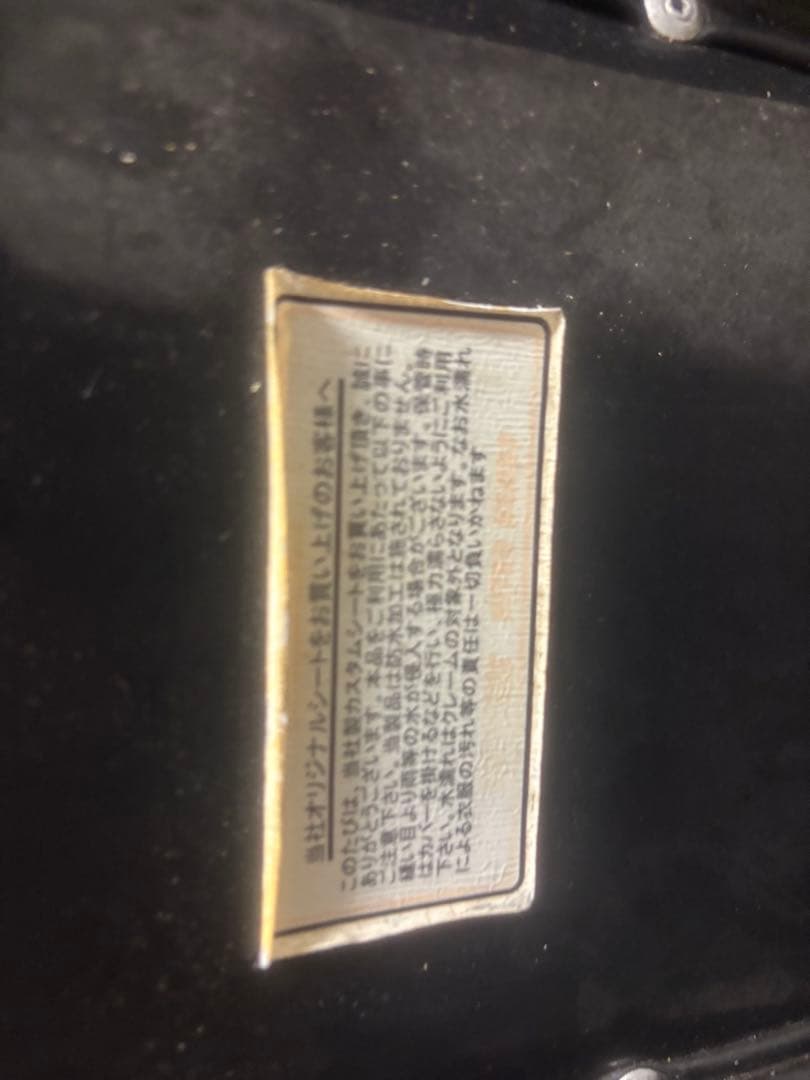 当社オリジナルシートをお買い上げのお客様へ
このたびは、当社製カスタムシートをお買い上げ頂き、誠に
ありがとうございます。本品をご利用にあたって以下の事に
ご注意下さい。当製品は防水加工は施されておりません。
縫い目より雨等の水が侵入する場合がございます。保管時
はカバーを掛けるなどを行い、極力濡らさないようにご利用
下さい。水濡れはクレームの対象外となります。なお水濡れ
による衣服の汚れ等の責任は一切負いかねます